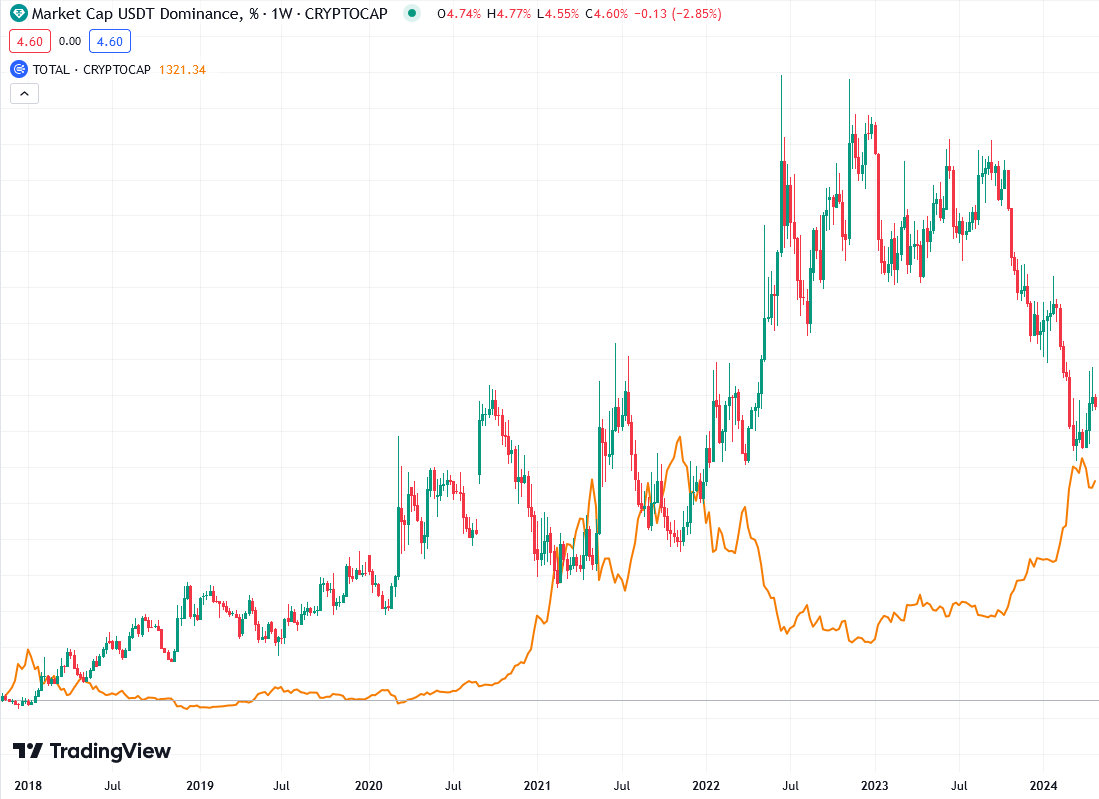 Market Cap USDT Dominance, % · 1W · CRYPTOCAP O4.74% H4.77% L4.55% C4.60% −0.13 (−2.85%)
4.60 0.00 4.60
TOTAL · CRYPTOCAP 1321.34
TradingView
2018 Jul 2019 Jul 2020 Jul 2021 Jul 2022 Jul 2023 Jul 2024